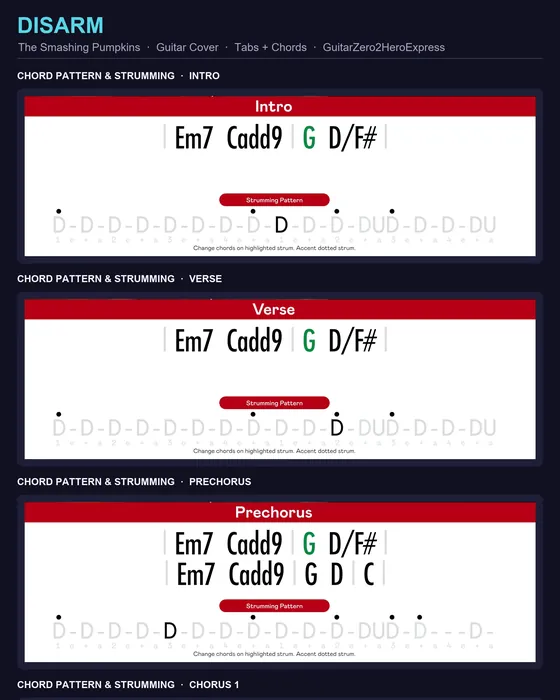 DISARM
The Smashing Pumpkins · Guitar Cover · Tabs + Chords · GuitarZero2HeroExpress
CHORD PATTERN & STRUMMING · INTRO
Intro
| Em7 Cadd9 | G D/F# |
Strumming Pattern
D - D - D - D - D - D - D - D - D - D - D - DUD - D - D - DU
Change chords on highlighted strum. Accent dotted strum.
CHORD PATTERN & STRUMMING · VERSE
Verse
| Em7 Cadd9 | G D/F# |
Strumming Pattern
D - D - D - D - D - D - D - D - D - D - D - DUD - D - D - DU
Change chords on highlighted strum. Accent dotted strum.
CHORD PATTERN & STRUMMING · PRECHORUS
Prechorus
| Em7 Cadd9 | G D/F# |
| Em7 Cadd9 | G D | C |
Strumming Pattern
D - D - D - D - D - D - D - D - D - D - D - DUD - D - - - D -
Change chords on highlighted strum. Accent dotted strum.
CHORD PATTERN & STRUMMING · CHORUS 1